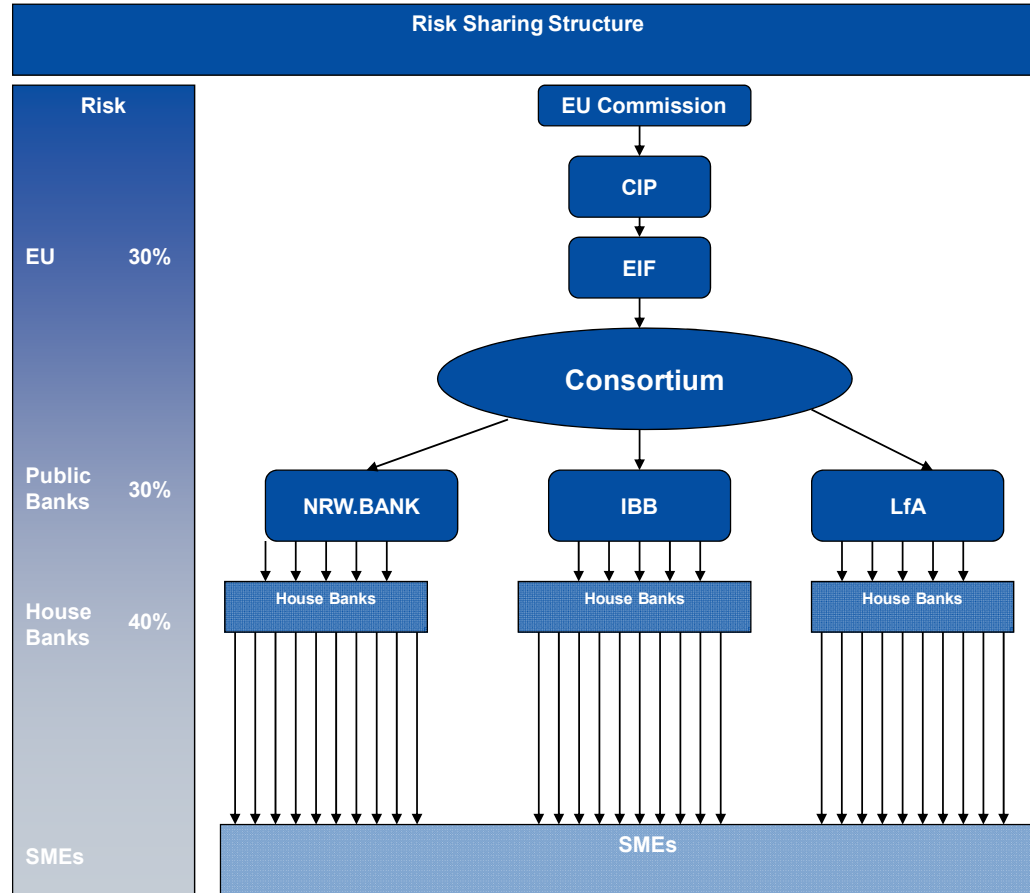 Risk Sharing Structure
Risk
EU Commission
CIP
EU 30%
EIF
Consortium
Public
Banks 30%
NRW.BANK
IBB
LfA
House Banks
House Banks
House Banks
House
Banks 40%
SMEs
SMEs